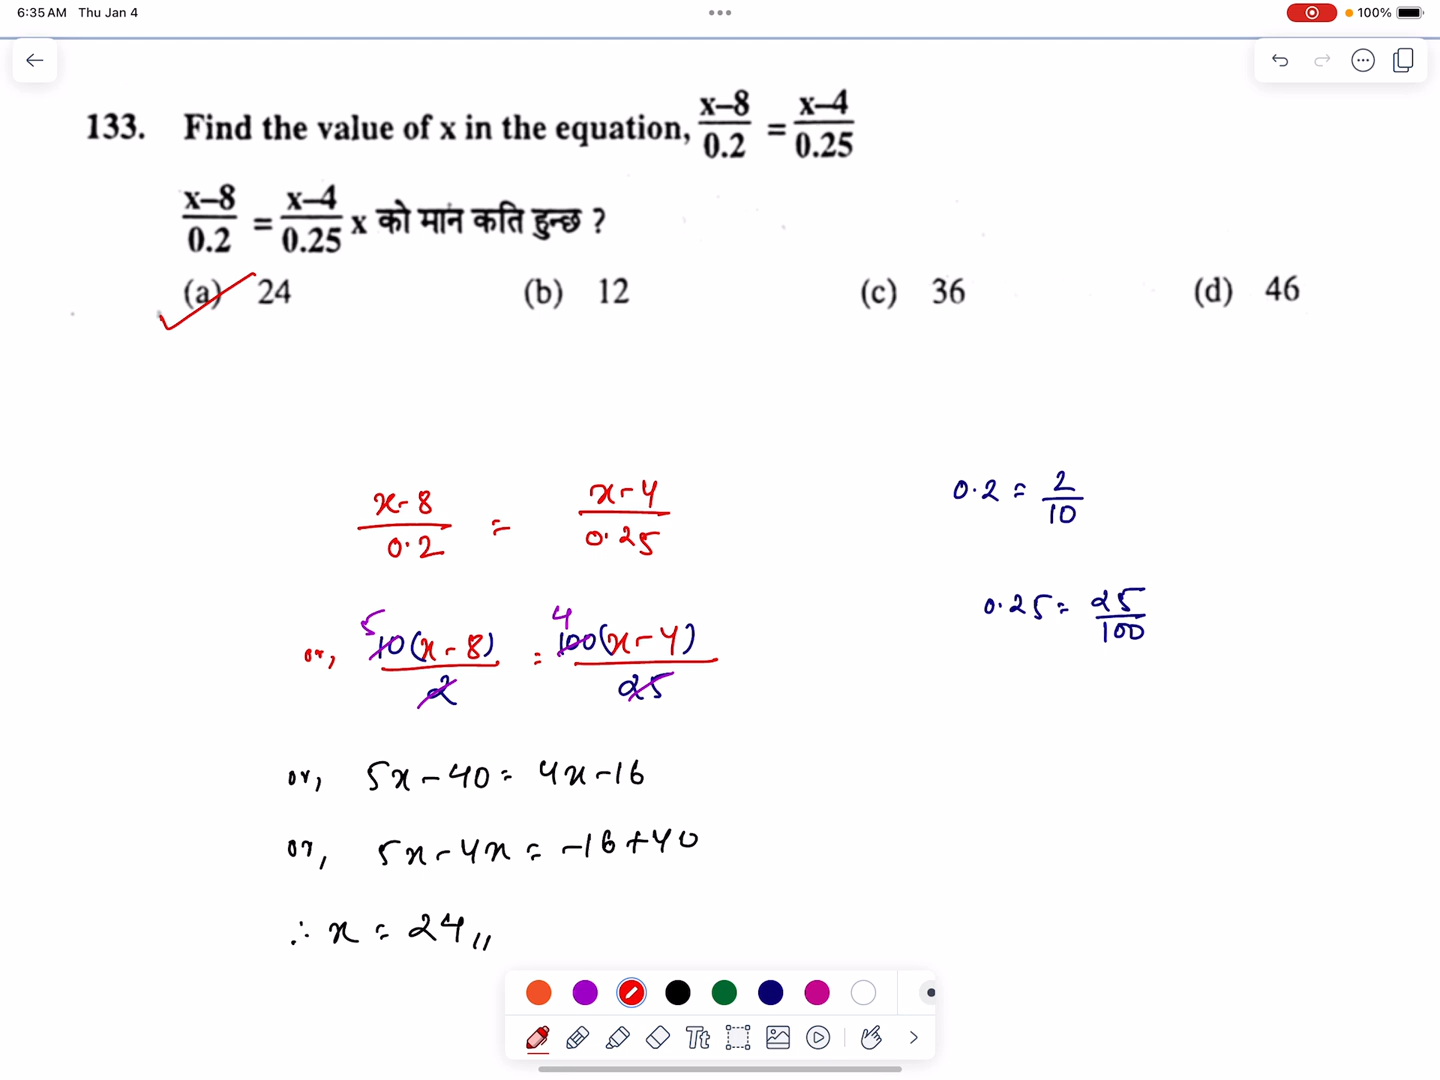 6:35 AM Thu Jan 4
100%
133. Find the value of x in the equation, x–8/0.2 = x–4/0.25
x–8/0.2 = x–4/0.25 x को मान कति हुन्छ ?
(a) 24 (b) 12 (c) 36 (d) 46
x-8/0.2 = x-4/0.25
0.2 = 2/10
or, 5 10(x-8)/2 = 4 100(x-4)/25
0.25 = 25/100
or, 5x-40 = 4x-16
or, 5x-4x = -16+40
∴ x = 24,,
Tt